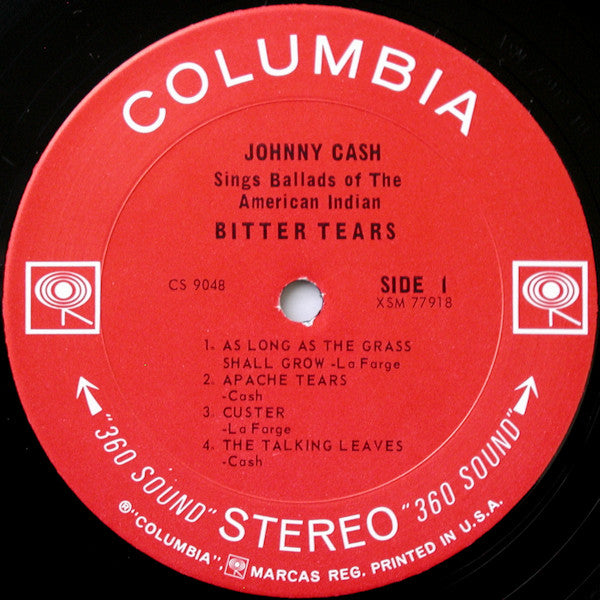 COLUMBIA
JOHNNY CASH
Sings Ballads of The
American Indian
BITTER TEARS
CS 9048
SIDE 1
XSM 77918
1. AS LONG AS THE GRASS
SHALL GROW -La Farge
2. APACHE TEARS
-Cash
3. CUSTER
-La Farge
4. THE TALKING LEAVES
-Cash
"360 SOUND" STEREO "360 SOUND"
®"COLUMBIA", MARCAS REG. PRINTED IN U.S.A.